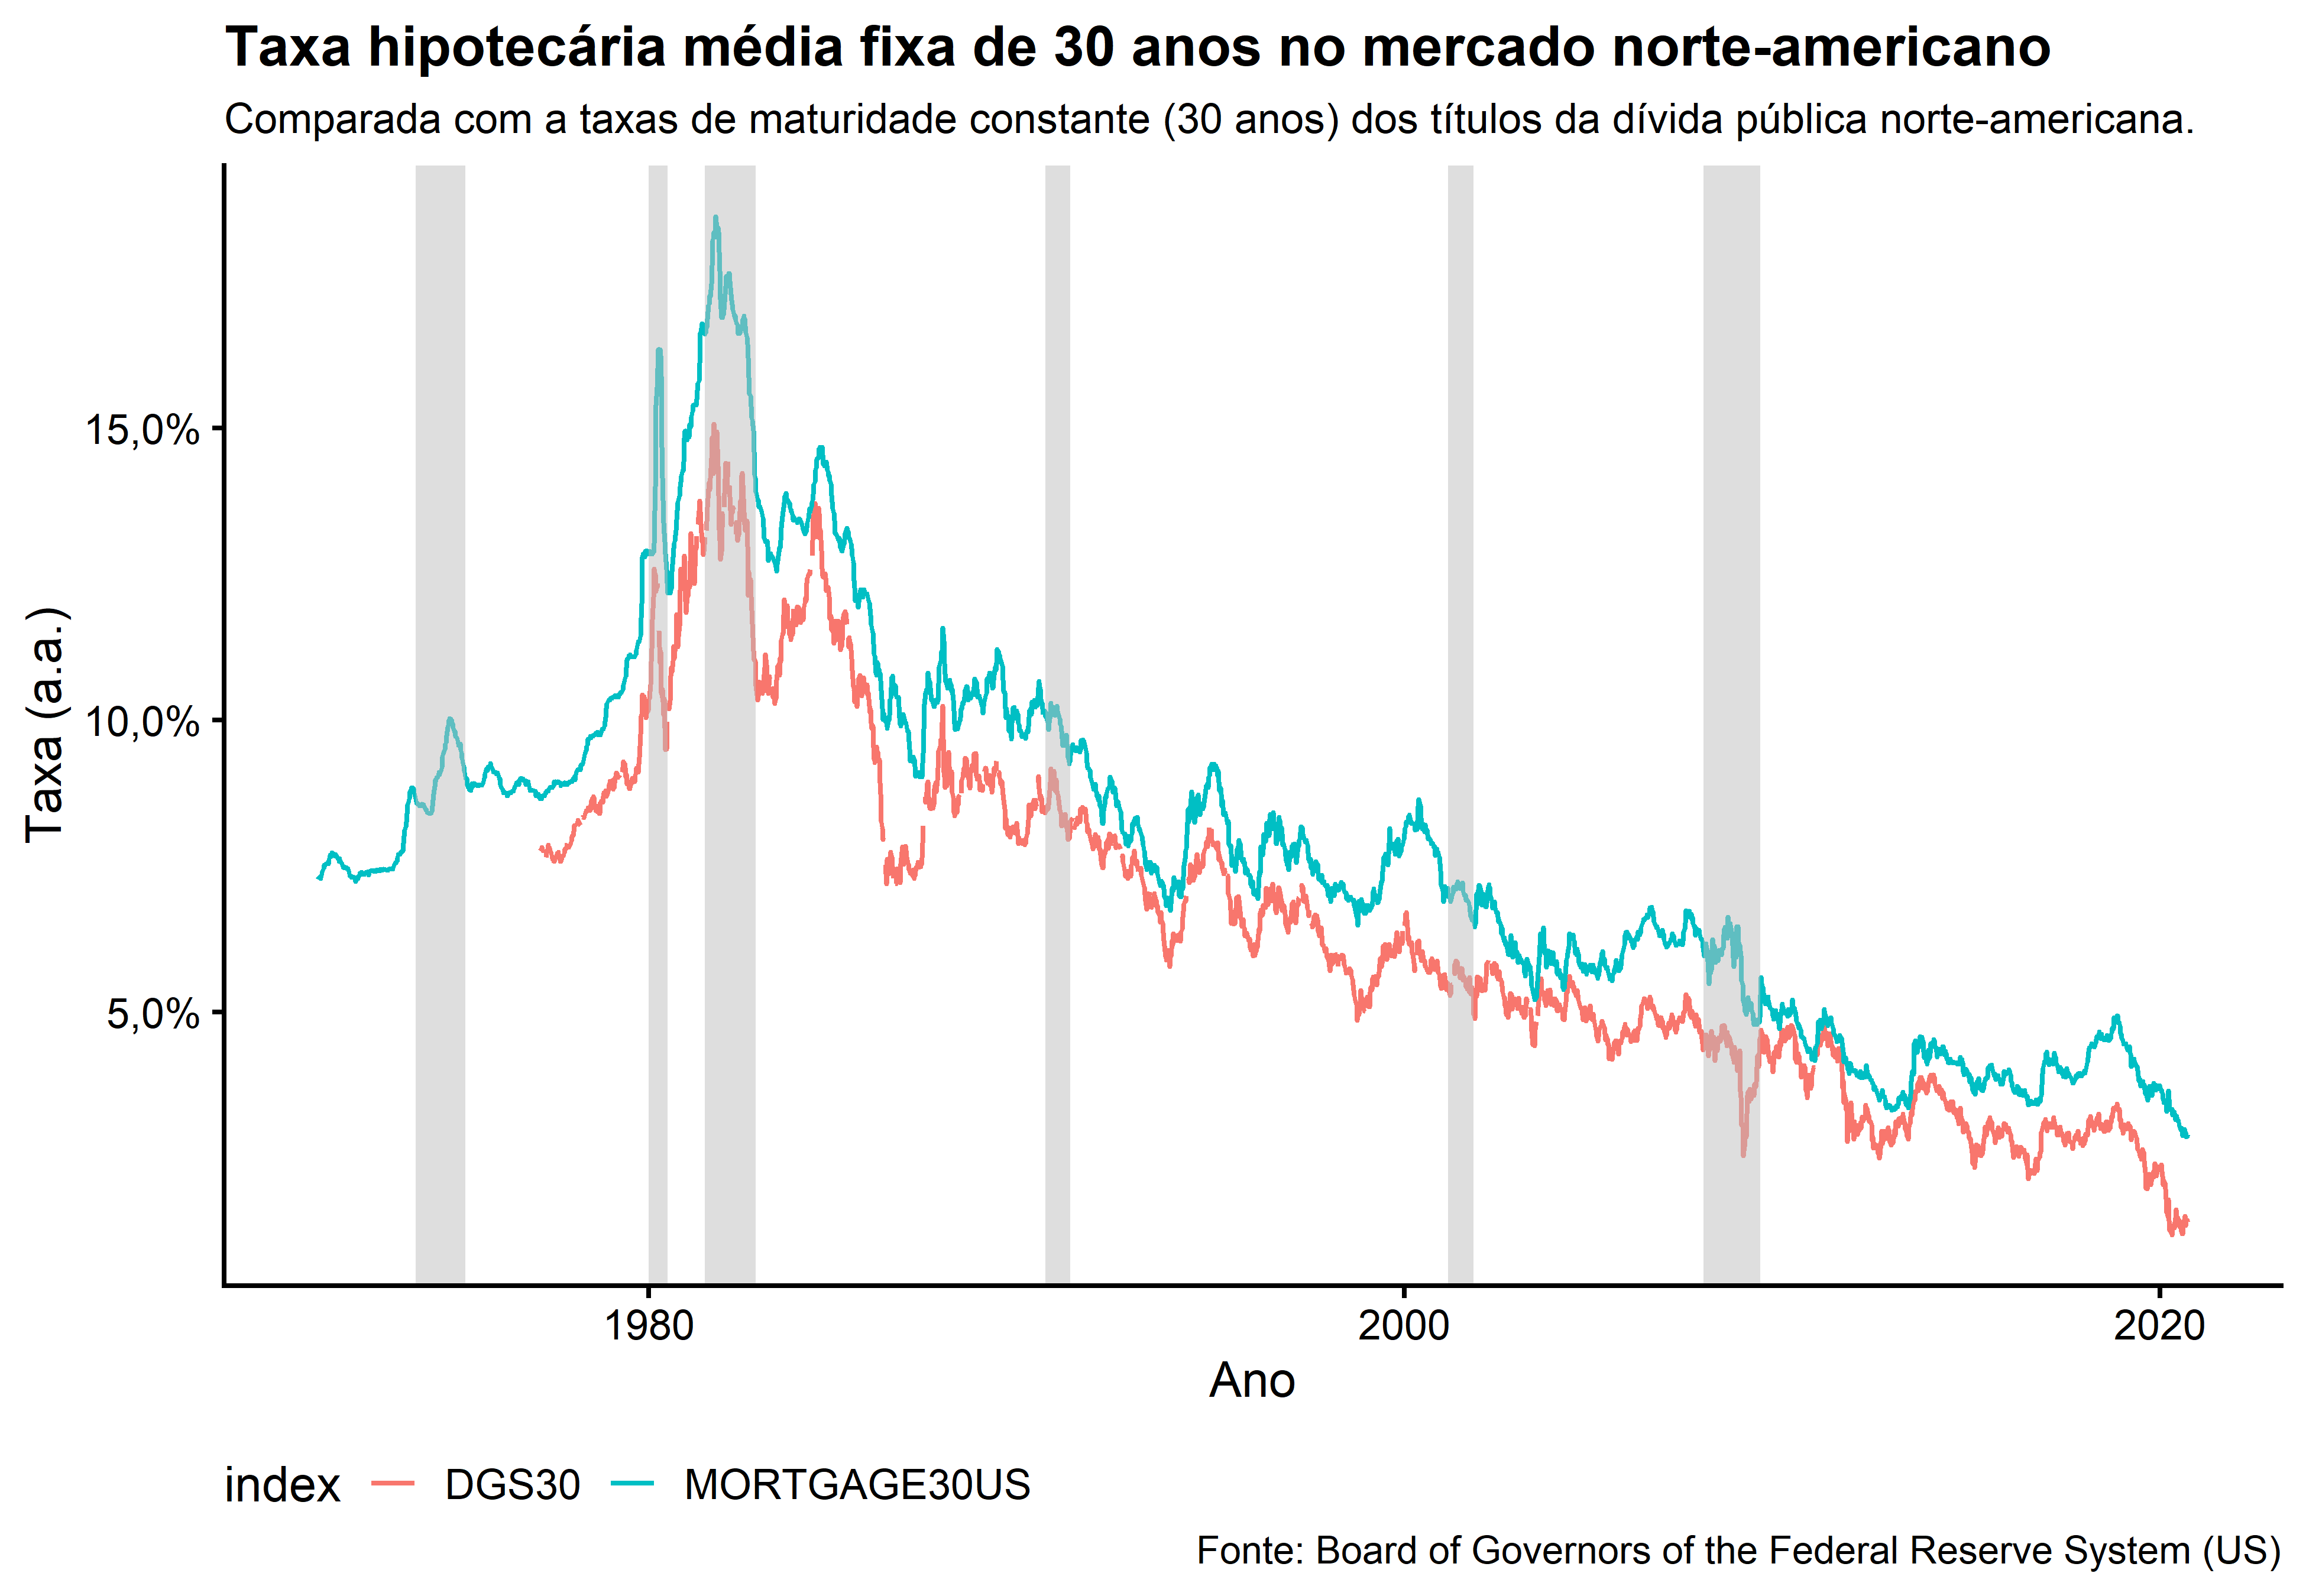 Taxa hipotecária média fixa de 30 anos no mercado norte-americano
Comparada com a taxas de maturidade constante (30 anos) dos títulos da dívida pública norte-americana.
Taxa (a.a.)
15,0%
10,0%
5,0%
1980
2000
2020
Ano
index
DGS30
MORTGAGE30US
Fonte: Board of Governors of the Federal Reserve System (US)